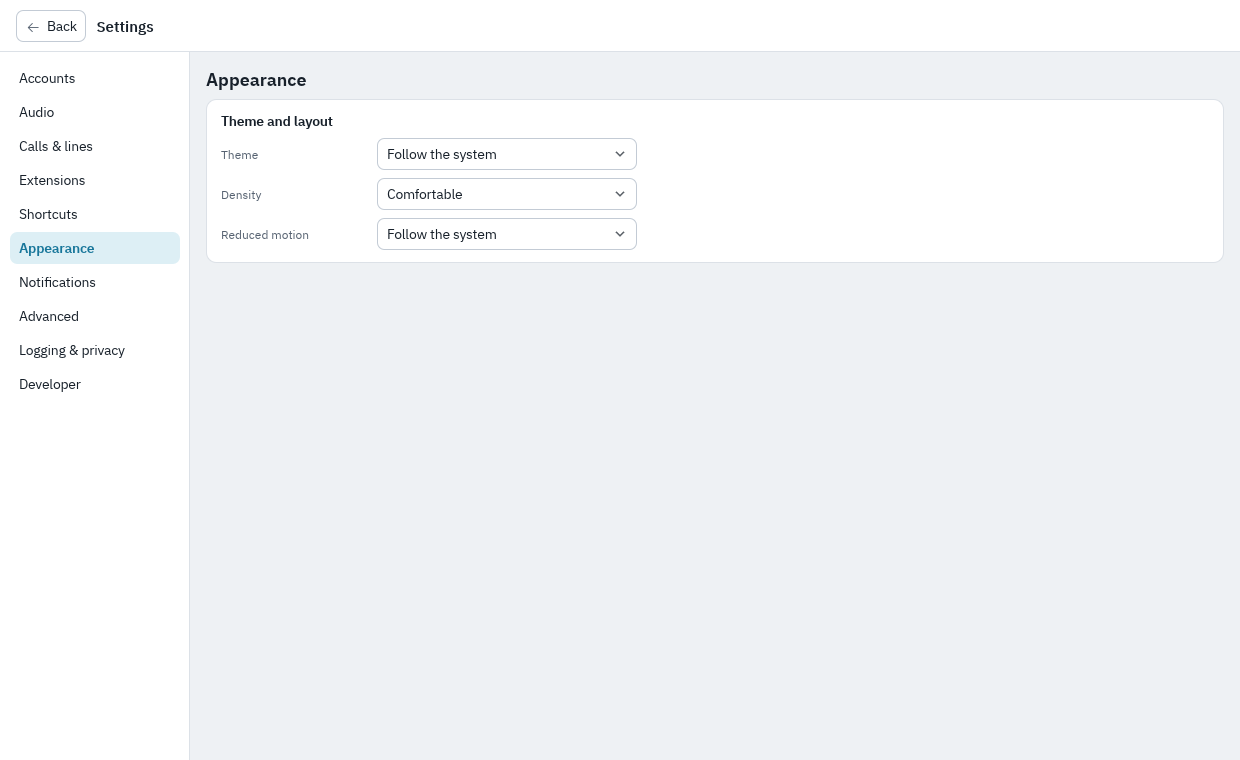 Back
Settings
Accounts
Audio
Calls & lines
Extensions
Shortcuts
Appearance
Notifications
Advanced
Logging & privacy
Developer
Appearance
Theme and layout
Theme
Follow the system
Density
Comfortable
Reduced motion
Follow the system